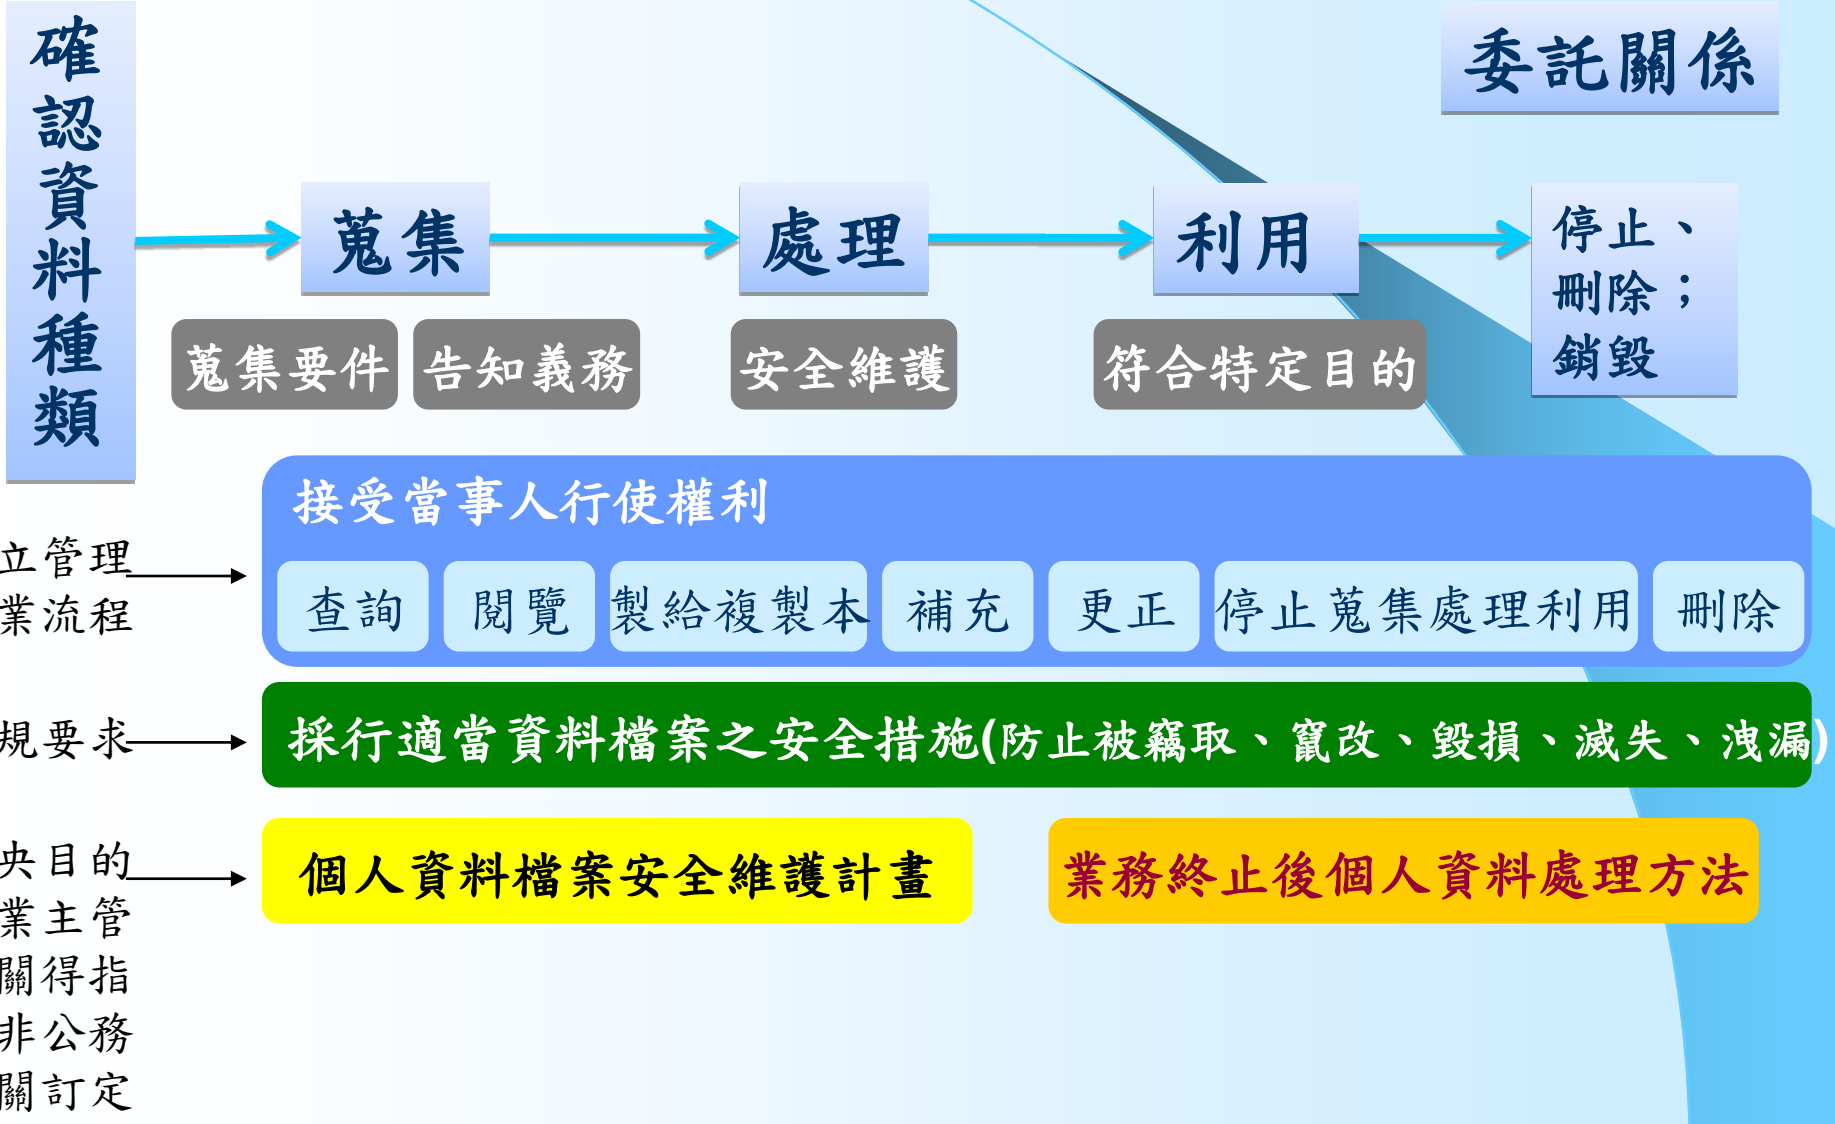 確認資料種類
委託關係
蒐集
處理
利用
停止、
刪除；
銷毀
蒐集要件
告知義務
安全維護
符合特定目的
接受當事人行使權利
查詢
閱覽
製給複製本
補充
更正
停止蒐集處理利用
刪除
立管理
業流程
規要求
採行適當資料檔案之安全措施(防止被竊取、竄改、毀損、滅失、洩漏)
央目的
業主管
關得指
非公務
關訂定
個人資料檔案安全維護計畫
業務終止後個人資料處理方法